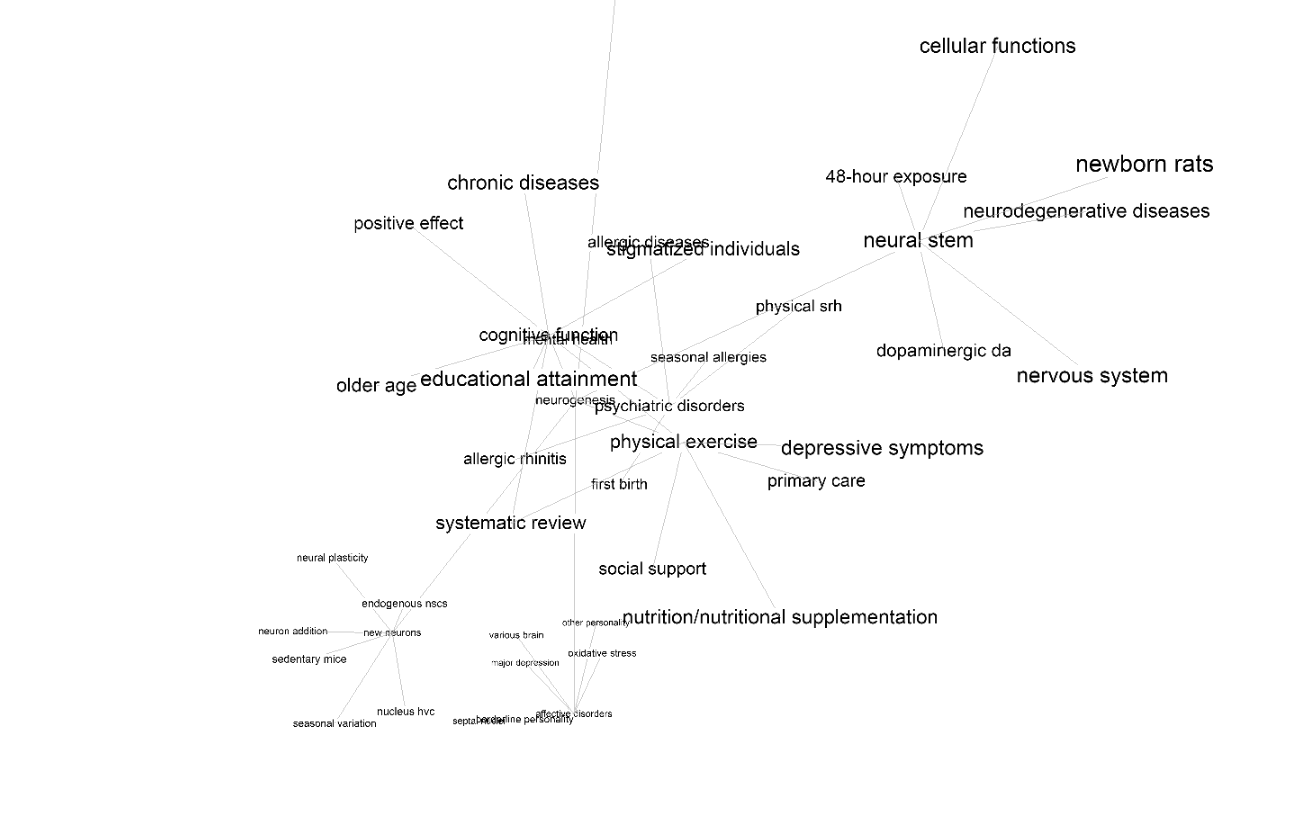 cellular functions
newborn rats
48-hour exposure
chronic diseases
neurodegenerative diseases
positive effect
neural stem
allergic diseases
stigmatized individuals
physical srh
cognitive function
mental health
dopaminergic da
seasonal allergies
nervous system
educational attainment
older age
neurogenesis
psychiatric disorders
physical exercise
depressive symptoms
allergic rhinitis
primary care
first birth
systematic review
neural plasticity
social support
endogenous nscs
nutrition/nutritional supplementation
other personality
neuron addition
new neurons
various brain
oxidative stress
sedentary mice
major depression
nucleus hvc
affective disorders
septal nuclei
borderline personality
seasonal variation